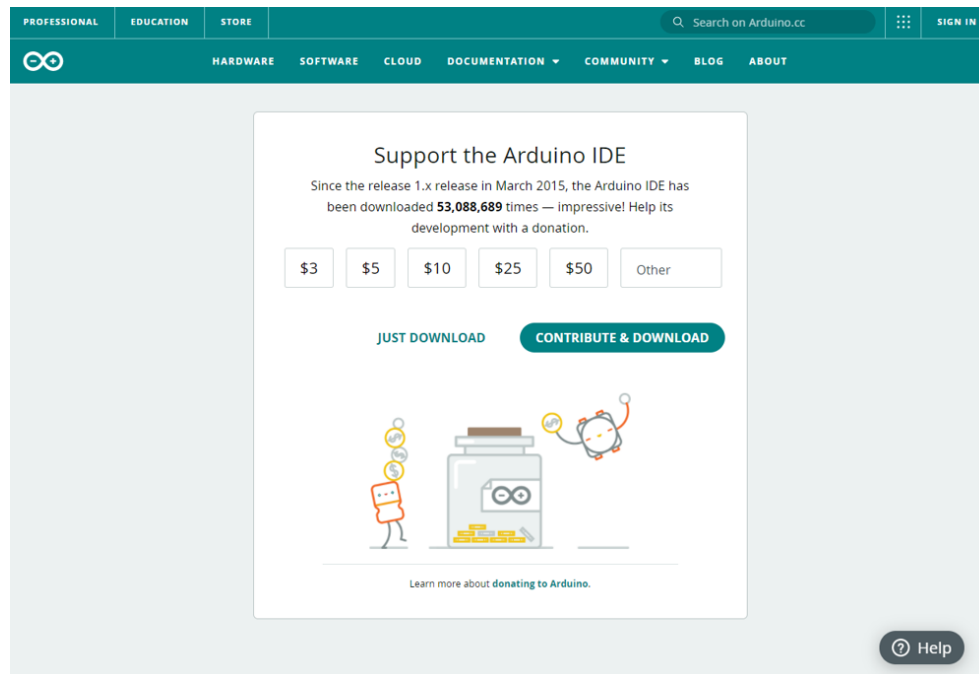 PROFESSIONAL EDUCATION STORE Search on Arduino.cc SIGN IN
HARDWARE SOFTWARE CLOUD DOCUMENTATION COMMUNITY BLOG ABOUT
Support the Arduino IDE
Since the release 1.x release in March 2015, the Arduino IDE has
been downloaded 53,088,689 times — impressive! Help its
development with a donation.
$3 $5 $10 $25 $50 Other
JUST DOWNLOAD CONTRIBUTE & DOWNLOAD
Learn more about donating to Arduino.
Help